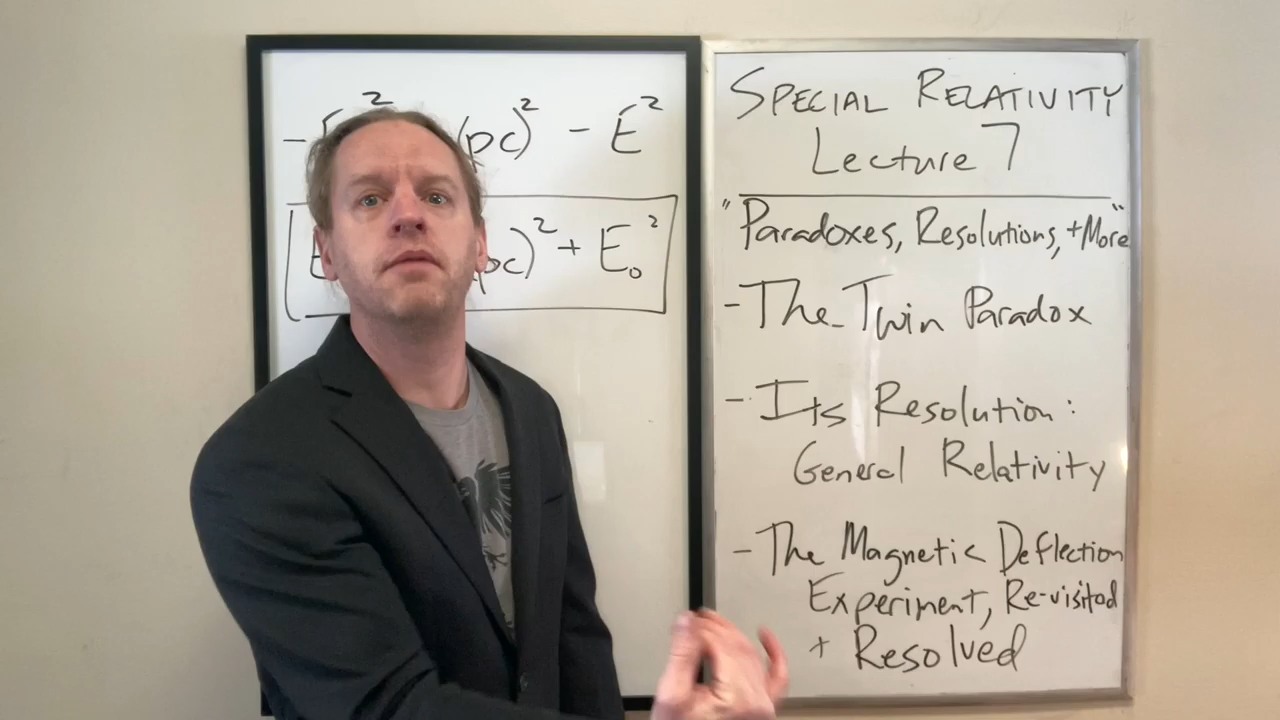 (pc)² - E²
pc)² + E₀²
SPECIAL RELATIVITY
Lecture 7
"Paradoxes, Resolutions, + More"
- The Twin Paradox
- Its Resolution:
General Relativity
- The Magnetic Deflection
Experiment, Re-visited
+ Resolved